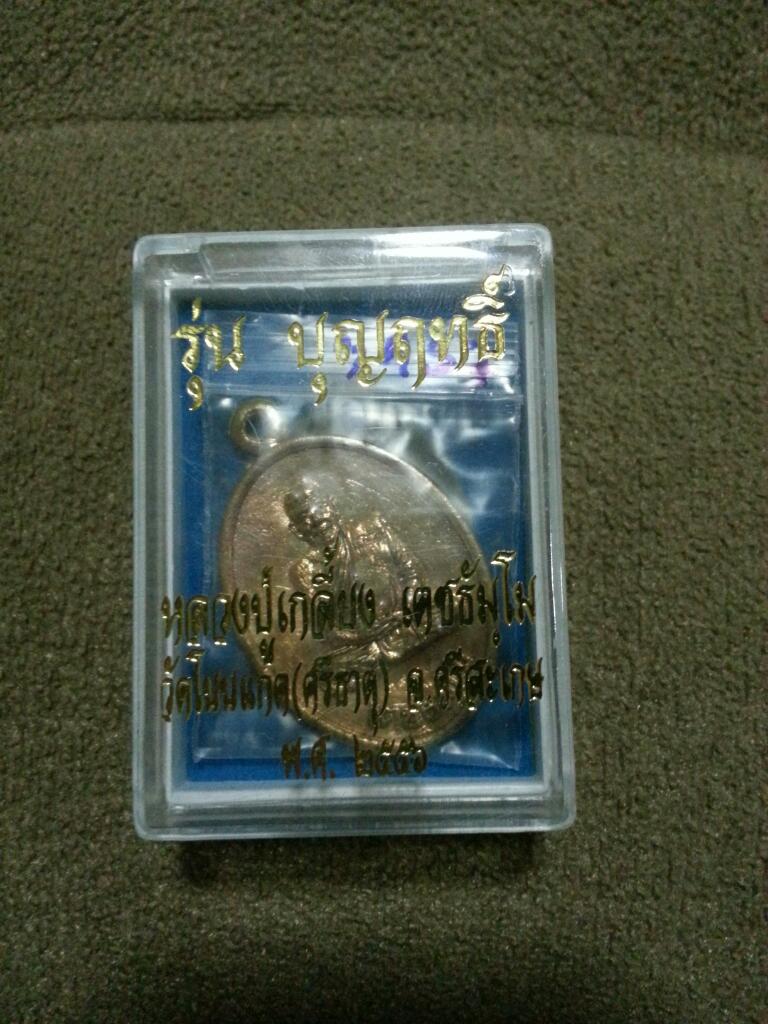 รุ่น บุญฤทธิ์
หลวงปู่เกลี้ยง เตชธัมฺโม
วัดโนนแกด(ศรีธาตุ) จ.ศรีสะเกษ
พ.ศ. ๒๕๕๖